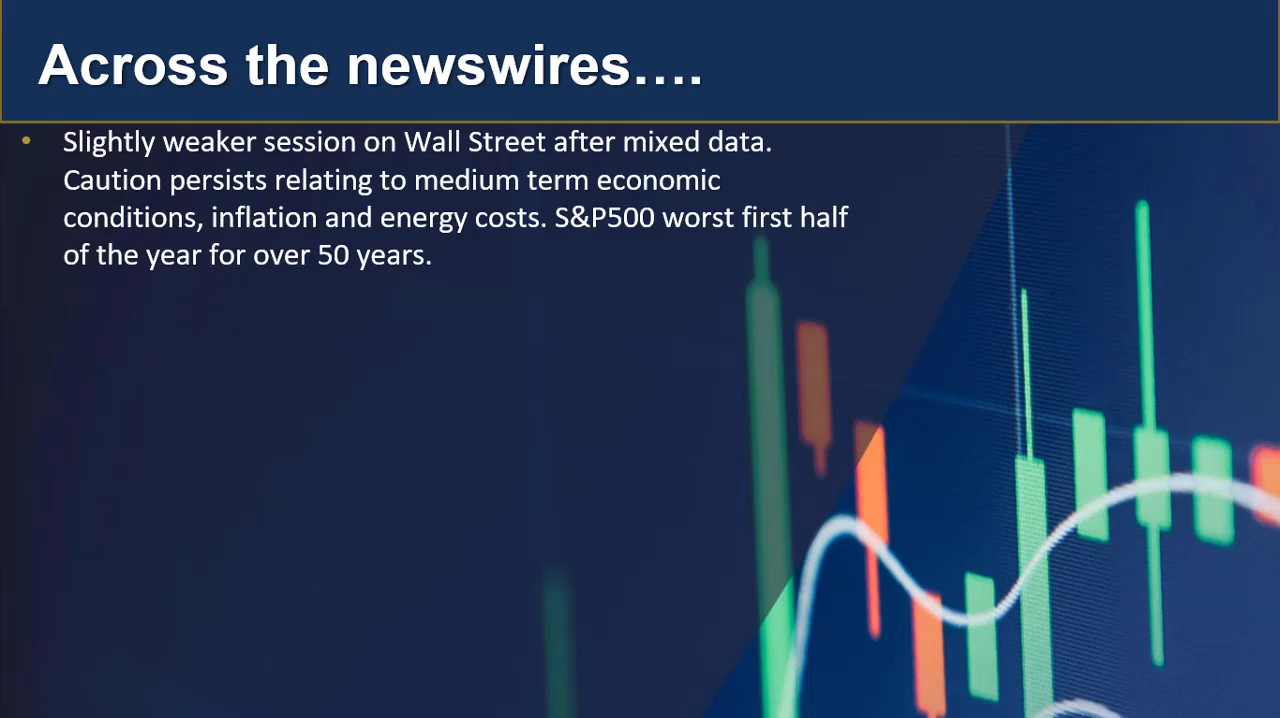 Across the newswires….
• Slightly weaker session on Wall Street after mixed data.
Caution persists relating to medium term economic
conditions, inflation and energy costs. S&P500 worst first half
of the year for over 50 years.